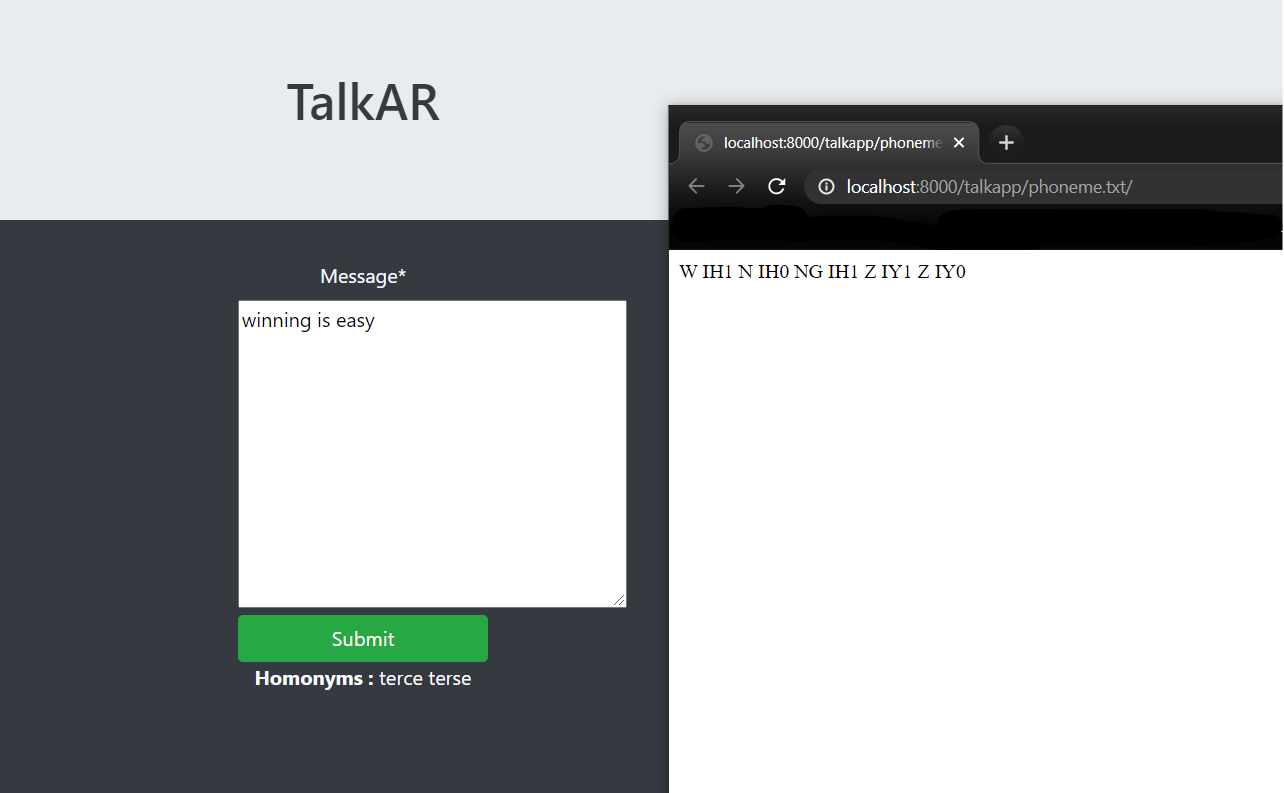 TalkAR
Message*
winning is easy
Submit
Homonyms : terce terse
localhost:8000/talkapp/phoneme
localhost:8000/talkapp/phoneme.txt/
W IH1 N IH0 NG IH1 Z IY1 Z IY0